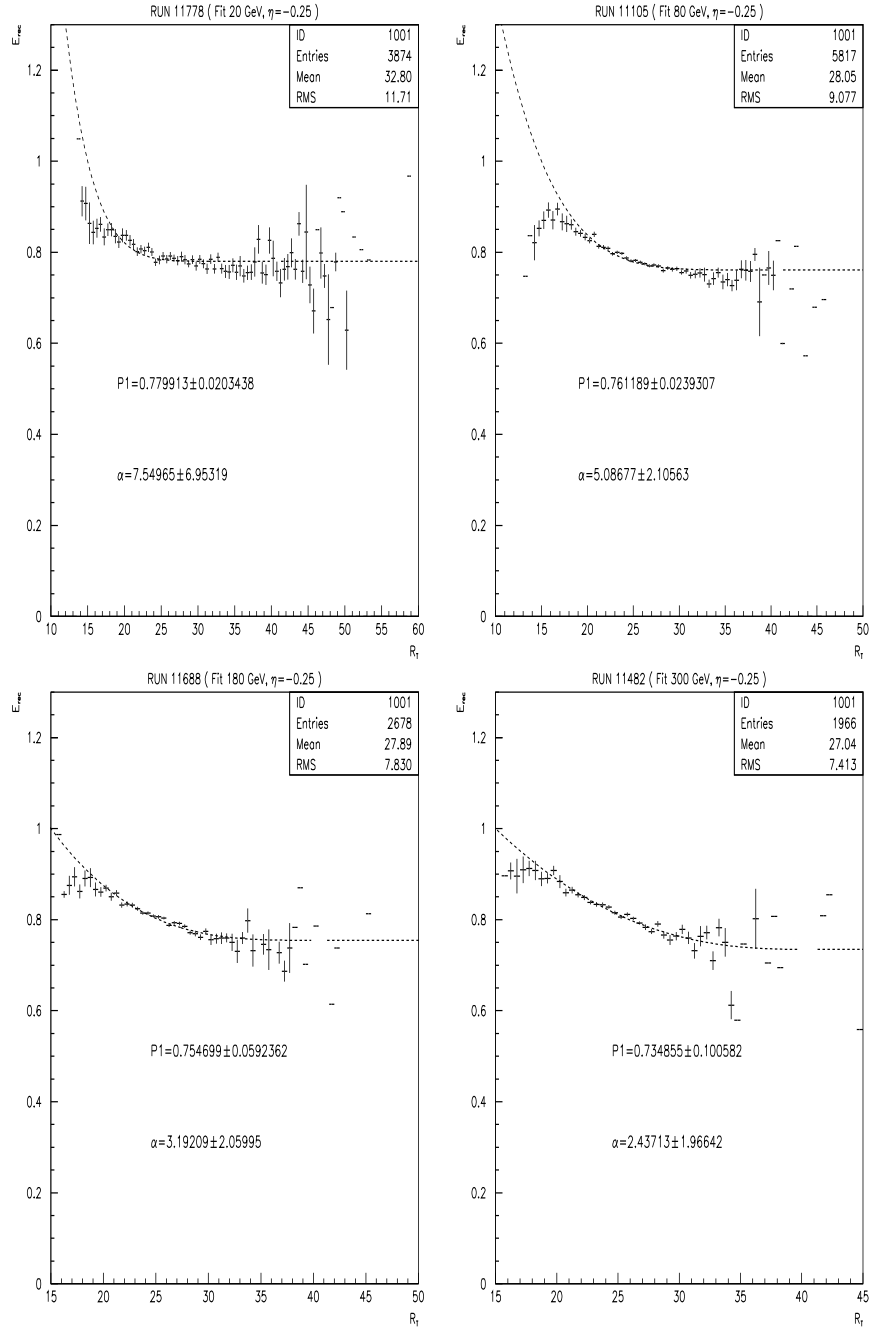 RUN 11778 ( Fit 20 GeV, η=−0.25 )
E_rec
ID 1001
Entries 3874
Mean 32.80
RMS 11.71
1.2
1
0.8
0.6
P1=0.779913±0.0203438
0.4
α=7.54965±6.95319
0.2
0
10 15 20 25 30 35 40 45 50 55 60
R_T
RUN 11105 ( Fit 80 GeV, η=−0.25 )
E_rec
ID 1001
Entries 5817
Mean 28.05
RMS 9.077
1.2
1
0.8
0.6
P1=0.761189±0.0239307
0.4
α=5.08677±2.10563
0.2
0
10 15 20 25 30 35 40 45 50
R_T
RUN 11688 ( Fit 180 GeV, η=−0.25 )
E_rec
ID 1001
Entries 2678
Mean 27.89
RMS 7.830
1.2
1
0.8
0.6
P1=0.754699±0.0592362
0.4
α=3.19209±2.05995
0.2
0
15 20 25 30 35 40 45 50
R_T
RUN 11482 ( Fit 300 GeV, η=−0.25 )
E_rec
ID 1001
Entries 1966
Mean 27.04
RMS 7.413
1.2
1
0.8
0.6
P1=0.734855±0.100582
0.4
α=2.43713±1.96642
0.2
0
15 20 25 30 35 40 45
R_T